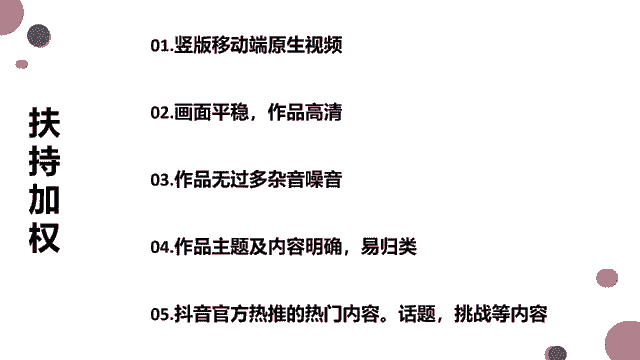 扶持加权
01.竖版移动端原生视频
02.画面平稳，作品高清
03.作品无过多杂音噪音
04.作品主题及内容明确，易归类
05.抖音官方热推的热门内容。话题，挑战等内容